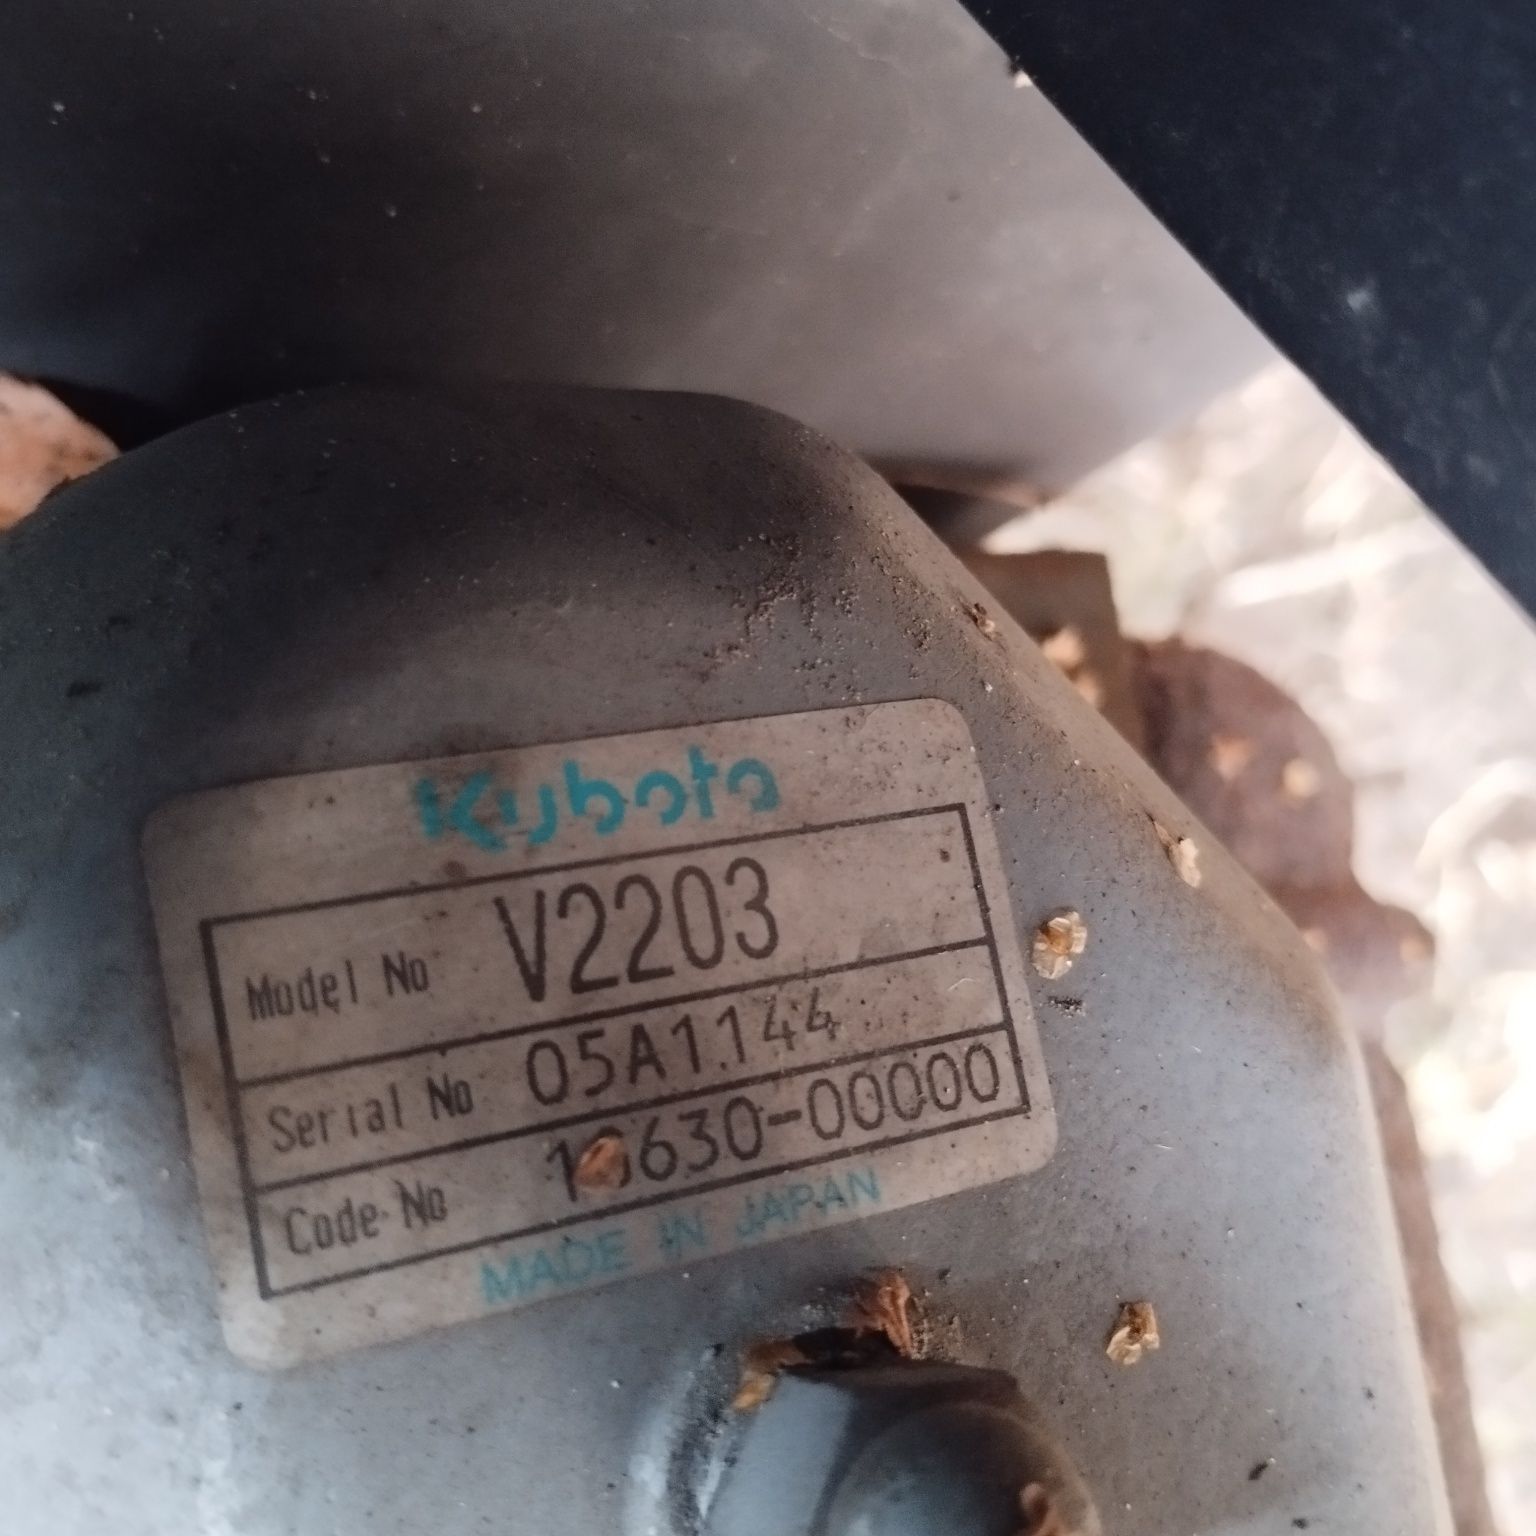 Kubota
Model No V2203
Serial No 05A1144
Code No
MADE IN JAPAN